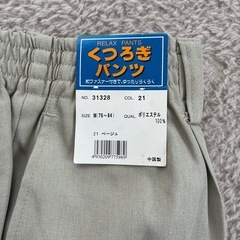 RELAX PANTS
くつろぎ
パンツ
前ファスナー付きで、ゆったりらくらく
NO. 31328 COL. 21
SIZE M(76~84) QUAL. ポリエステル
100%
21 ベージュ
4938269775989
中国製